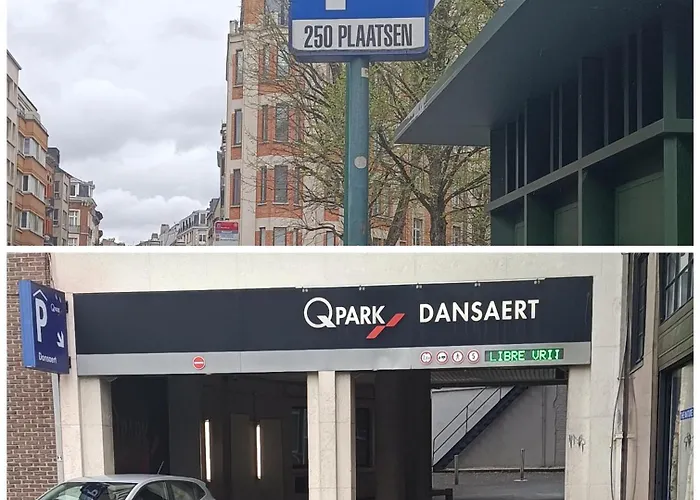 250 PLAATSEN
QPARK DANSAERT
P
Dansaert
LIBRE VRIJ